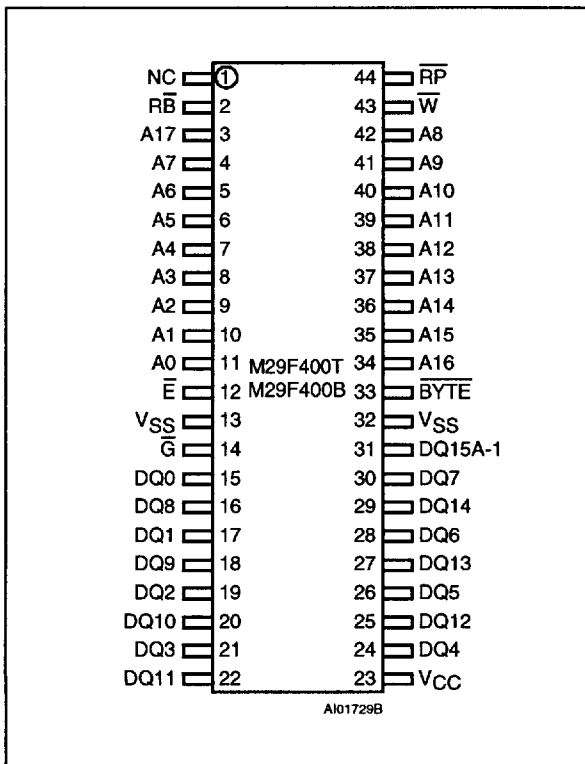 NC 1 44 R̅P̅
RB̅ 2 43 W̅
A17 3 42 A8
A7 4 41 A9
A6 5 40 A10
A5 6 39 A11
A4 7 38 A12
A3 8 37 A13
A2 9 36 A14
A1 10 35 A15
A0 11 M29F400T 34 A16
E̅ 12 M29F400B 33 B̅Y̅T̅E̅
VSS 13 32 VSS
G̅ 14 31 DQ15A-1
DQ0 15 30 DQ7
DQ8 16 29 DQ14
DQ1 17 28 DQ6
DQ9 18 27 DQ13
DQ2 19 26 DQ5
DQ10 20 25 DQ12
DQ3 21 24 DQ4
DQ11 22 23 VCC
AI01729B